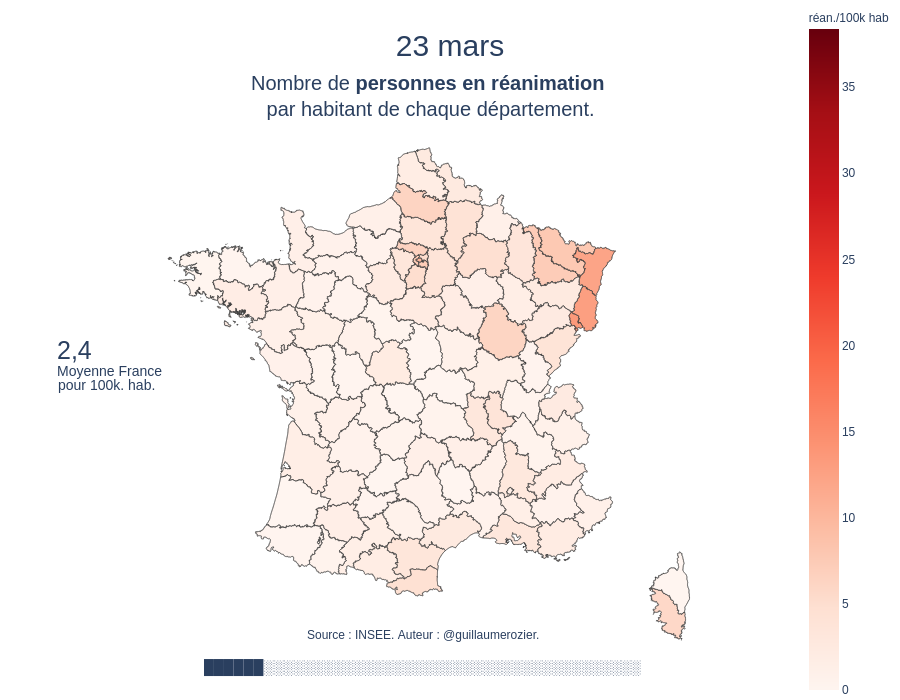 réan./100k hab
23 mars
Nombre de personnes en réanimation
par habitant de chaque département.
35
30
25
20
15
10
5
0
2,4
Moyenne France
pour 100k. hab.
Source : INSEE. Auteur : @guillaumerozier.